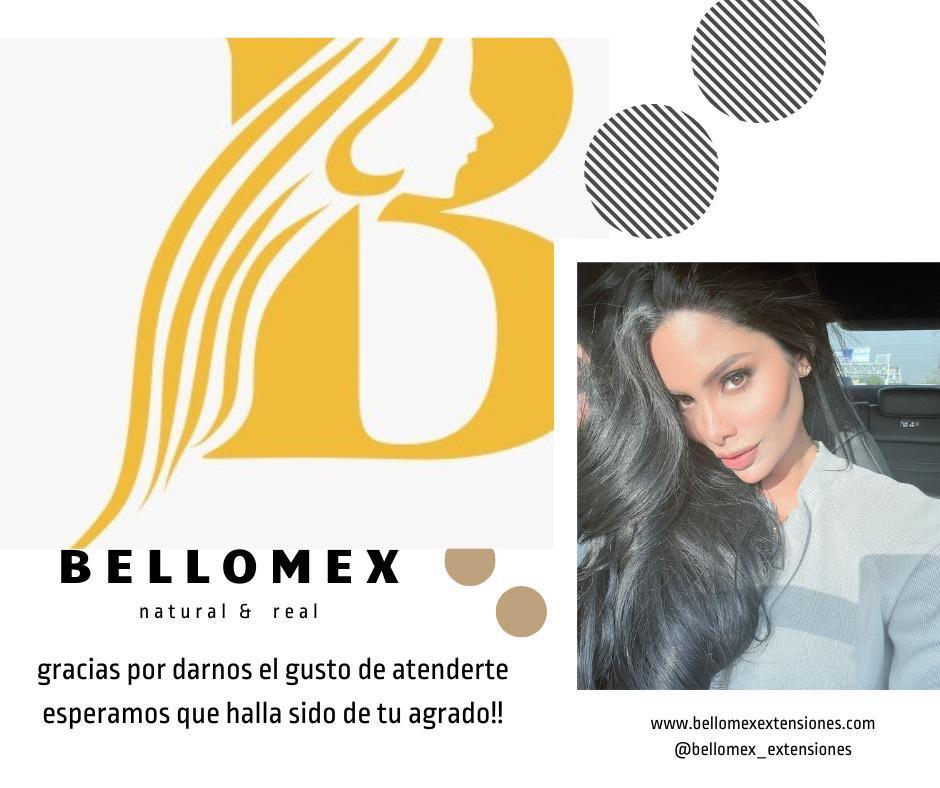 B
BELLOMEX
natural & real
gracias por darnos el gusto de atenderte
esperamos que halla sido de tu agrado!!
www.bellomexextensiones.com
@bellomex_extensiones